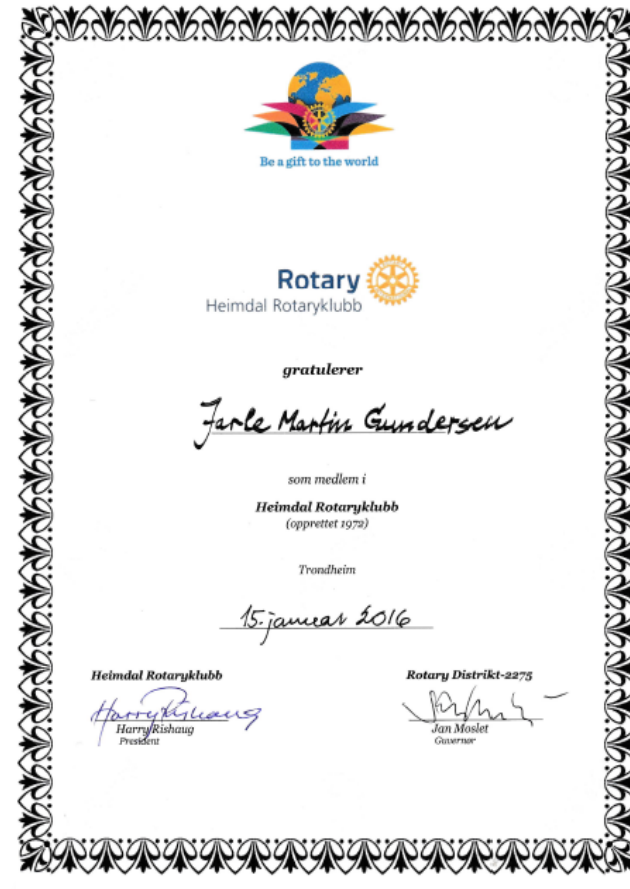 Be a gift to the world
Rotary
Heimdal Rotaryklubb
gratulerer
Jarle Martin Gundersen
som medlem i
Heimdal Rotaryklubb
(opprettet 1972)
Trondheim
15. januar 2016
Heimdal Rotaryklubb
Rotary Distrikt-2275
Harry Rishaug
Harry Rishaug
President
Jan Moslet
Guvernør